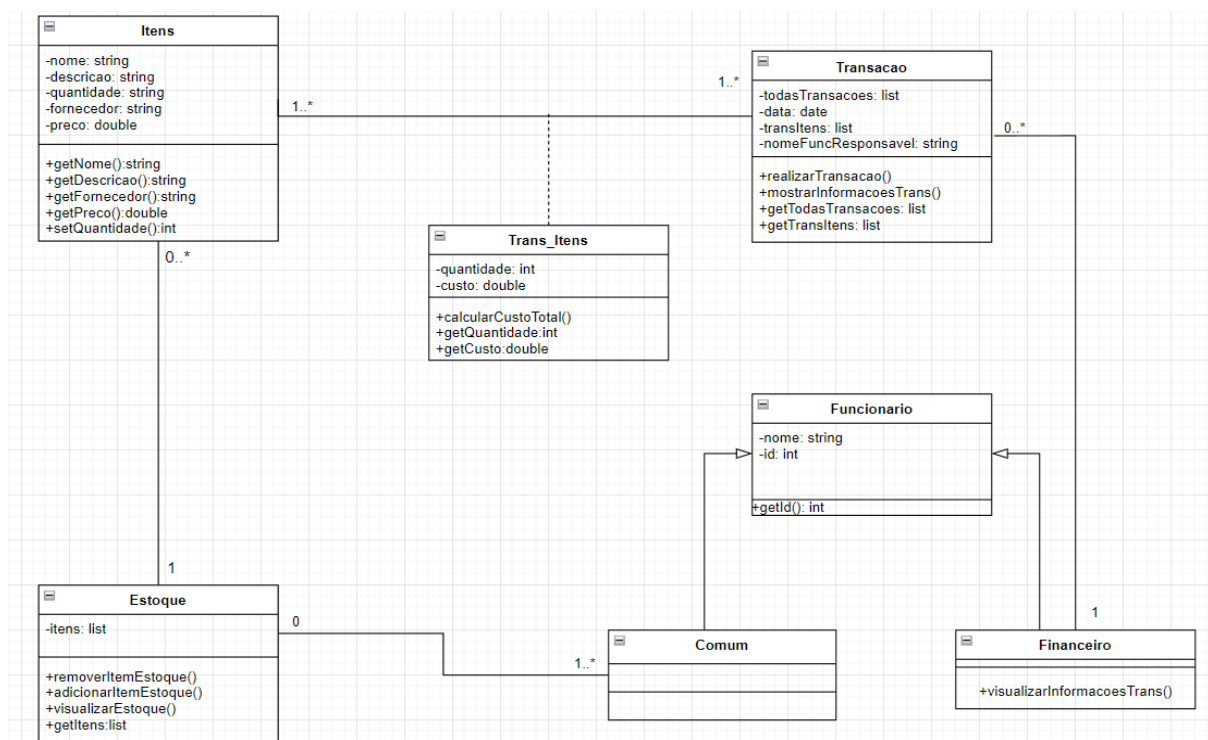 Itens
-nome: string
-descricao: string
-quantidade: string
-fornecedor: string
-preco: double
+getNome():string
+getDescricao():string
+getFornecedor():string
+getPreco():double
+setQuantidade():int
1..*
1..*
Transacao
-todasTransacoes: list
-data: date
-transItens: list
-nomeFuncResponsavel: string
+realizarTransacao()
+mostrarInformacoesTrans()
+getTodasTransacoes: list
+getTransItens: list
0..*
Trans_Itens
-quantidade: int
-custo: double
+calcularCustoTotal()
+getQuantidade:int
+getCusto:double
0..*
Funcionario
-nome: string
-id: int
+getId(): int
1
Estoque
-itens: list
+removerItemEstoque()
+adicionarItemEstoque()
+visualizarEstoque()
+getItens:list
0
1..*
Comum
1
Financeiro
+visualizarInformacoesTrans()